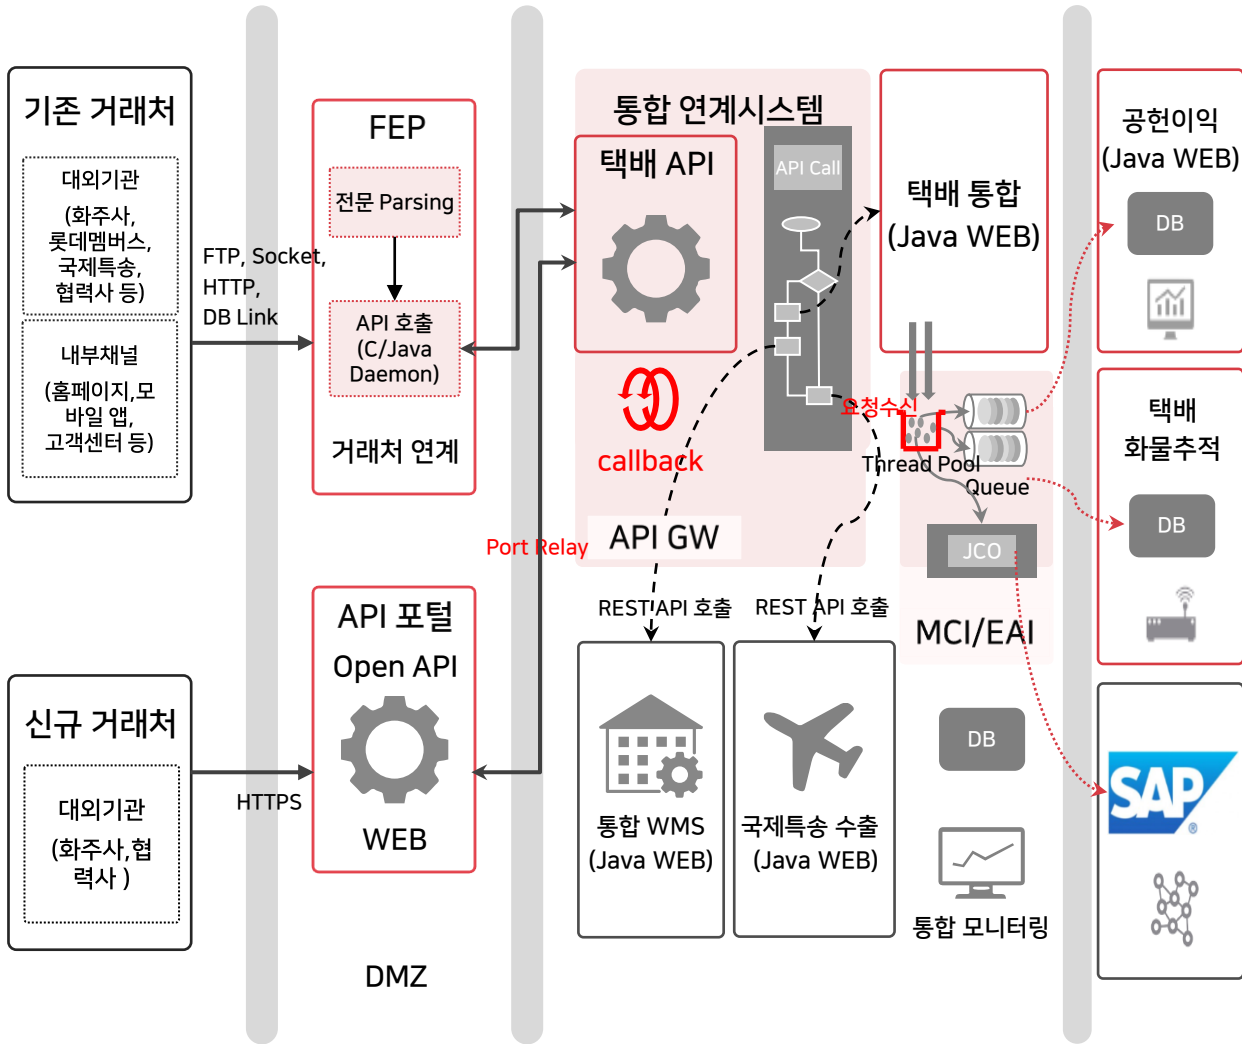 기존 거래처
대외기관
(화주사,
롯데멤버스,
국제특송,
협력사 등)
내부채널
(홈페이지,모
바일 앱,
고객센터 등)
신규 거래처
대외기관
(화주사,협
력사 )
FTP, Socket,
HTTP,
DB Link
HTTPS
FEP
전문 Parsing
API 호출
(C/Java
Daemon)
거래처 연계
API 포털
Open API
WEB
DMZ
Port Relay
통합 연계시스템
택배 API
API Call
callback
API GW
REST API 호출
REST API 호출
통합 WMS
(Java WEB)
국제특송 수출
(Java WEB)
택배 통합
(Java WEB)
요청수신
Thread Pool
Queue
JCO
MCI/EAI
DB
통합 모니터링
공헌이익
(Java WEB)
DB
택배
화물추적
DB
SAP
®